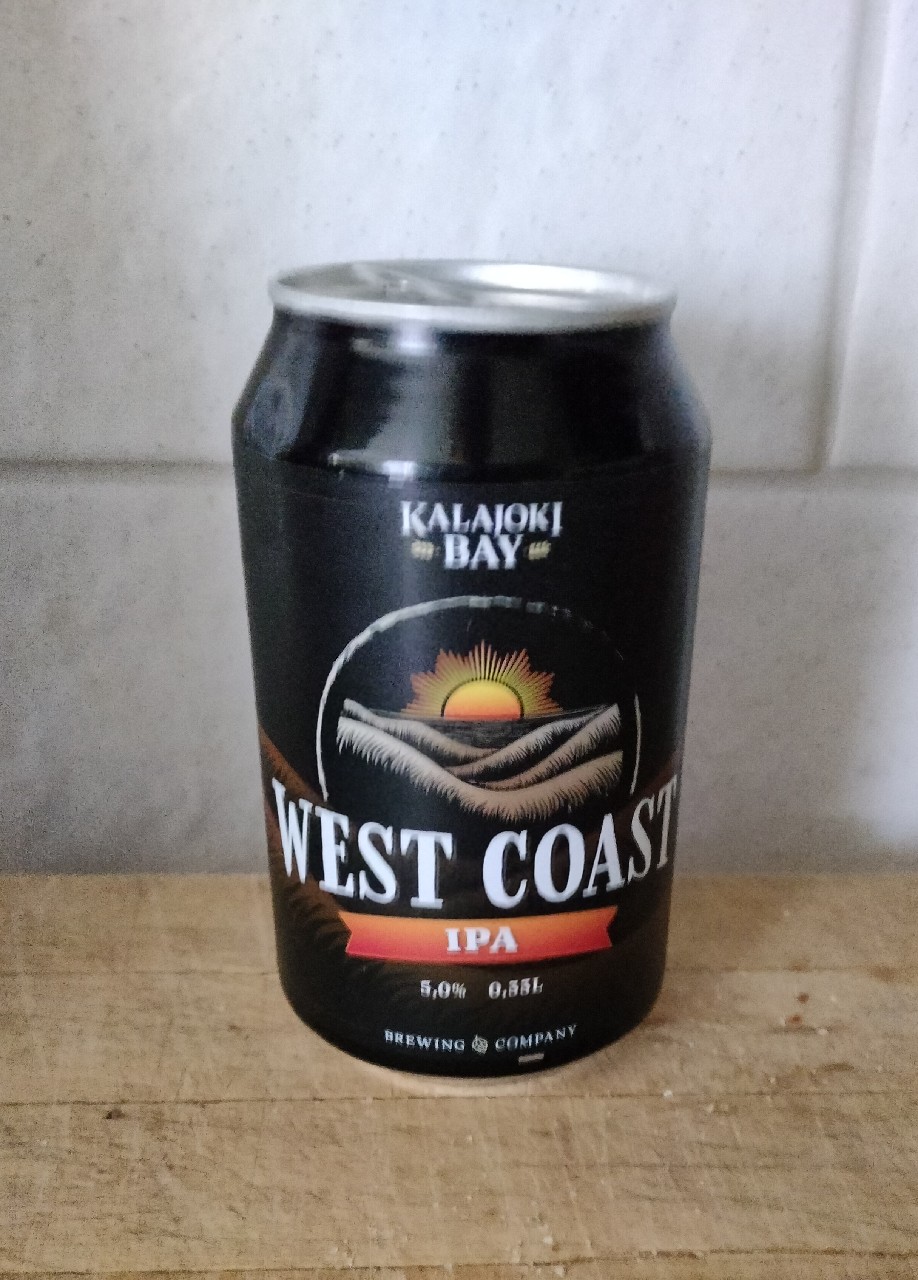 KALAJOKI
BAY
WEST COAST
IPA
5,0% 0,33L
BREWING COMPANY